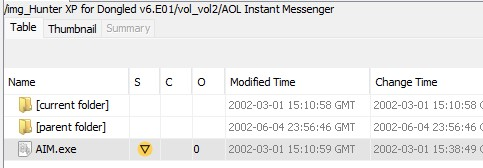 /img_Hunter XP for Dongled v6.E01/vol_vol2/AOL Instant Messenger
Table Thumbnail Summary
Name S C O Modified Time Change Time
[current folder] 2002-03-01 15:10:58 GMT 2002-03-01 15:10:58 G
[parent folder] 2002-06-04 23:56:46 GMT 2002-06-04 23:56:46 G
AIM.exe 0 2002-03-01 15:10:59 GMT 2002-03-01 15:38:49 G